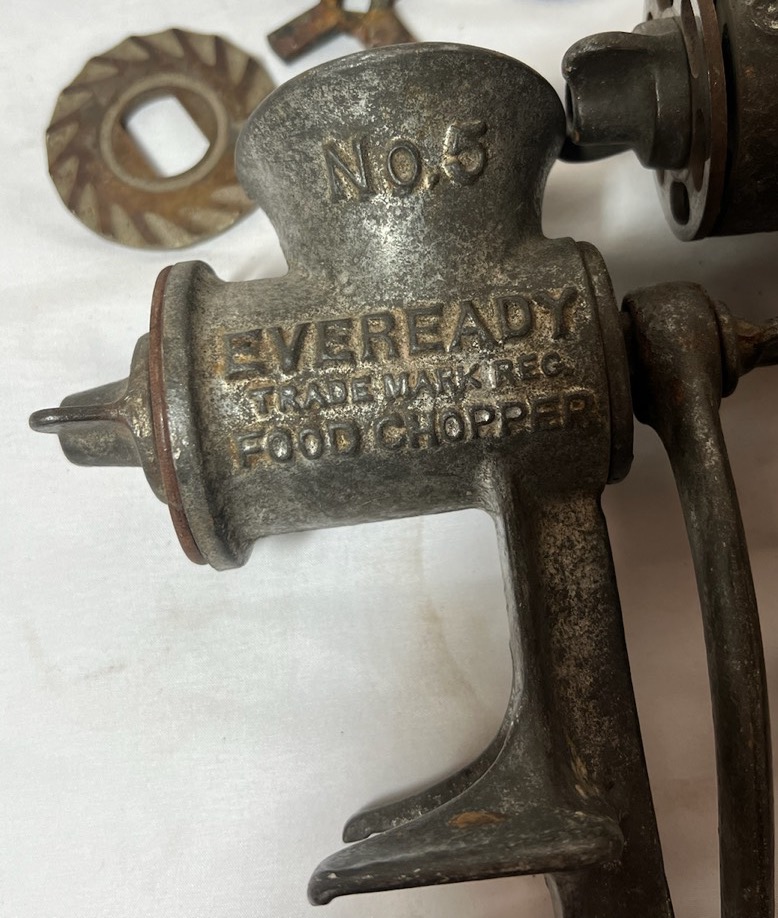 No. 5
EVEREADY
TRADE MARK REG.
FOOD CHOPPER